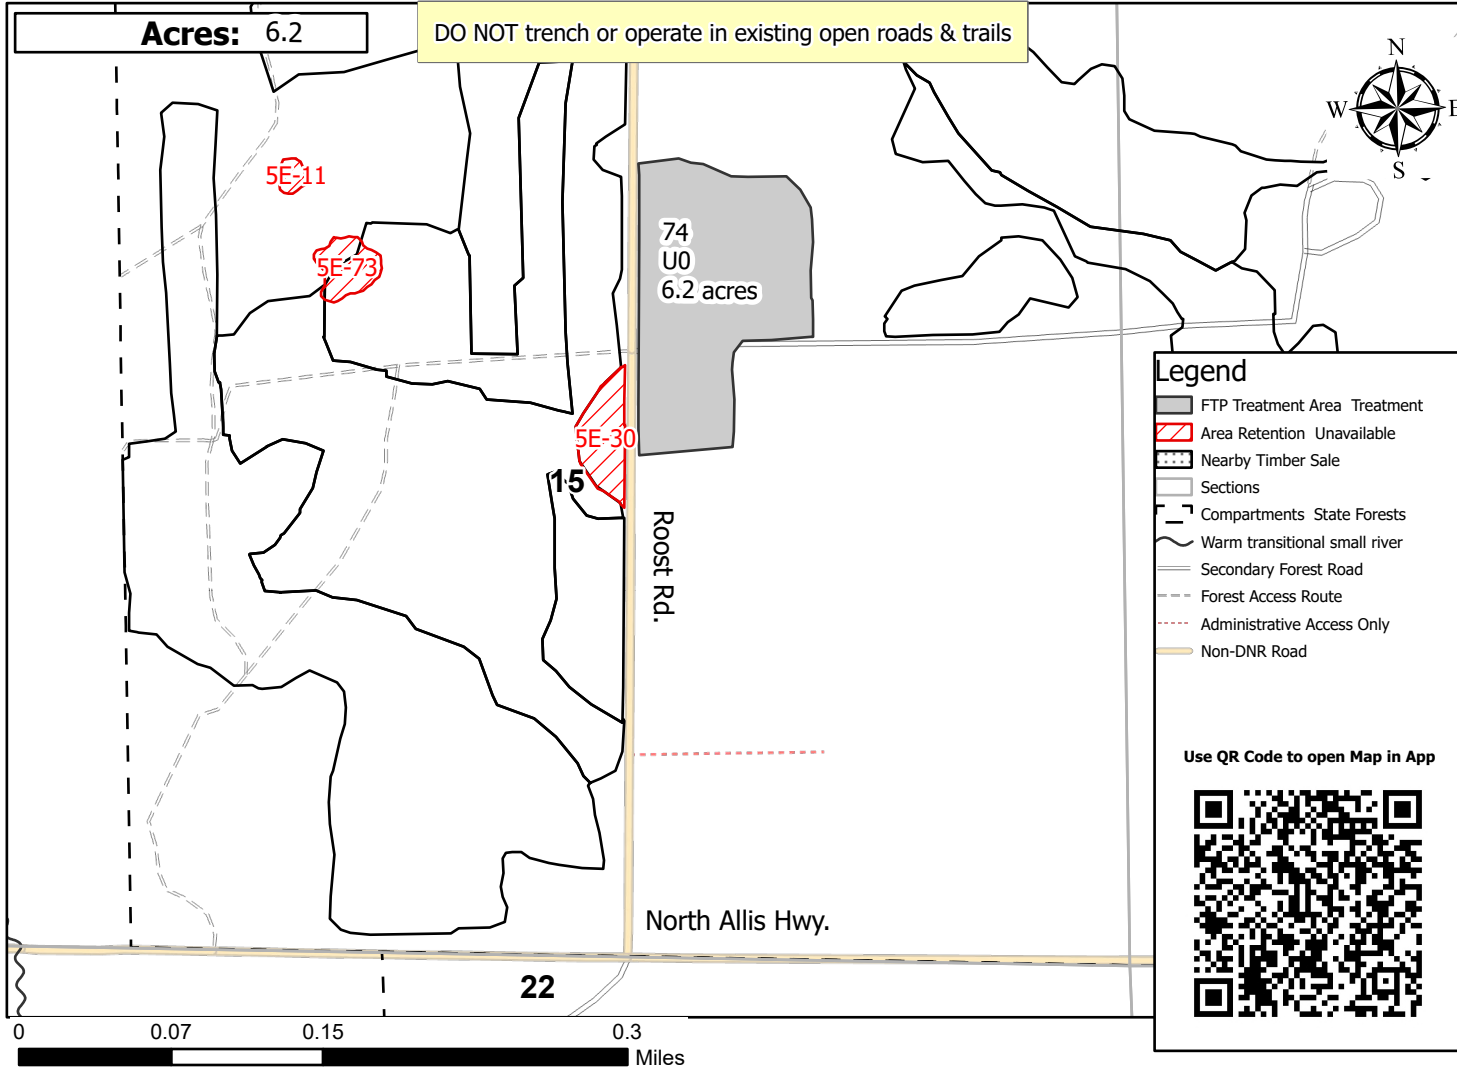 Acres: 6.2
DO NOT trench or operate in existing open roads & trails
N
W
E
S
5E-11
5E-73
74
U0
6.2 acres
5E-30
15
Roost Rd.
North Allis Hwy.
22
Legend
FTP Treatment Area Treatment
Area Retention Unavailable
Nearby Timber Sale
Sections
Compartments State Forests
Warm transitional small river
Secondary Forest Road
Forest Access Route
Administrative Access Only
Non-DNR Road
Use QR Code to open Map in App
0 0.07 0.15 0.3
Miles